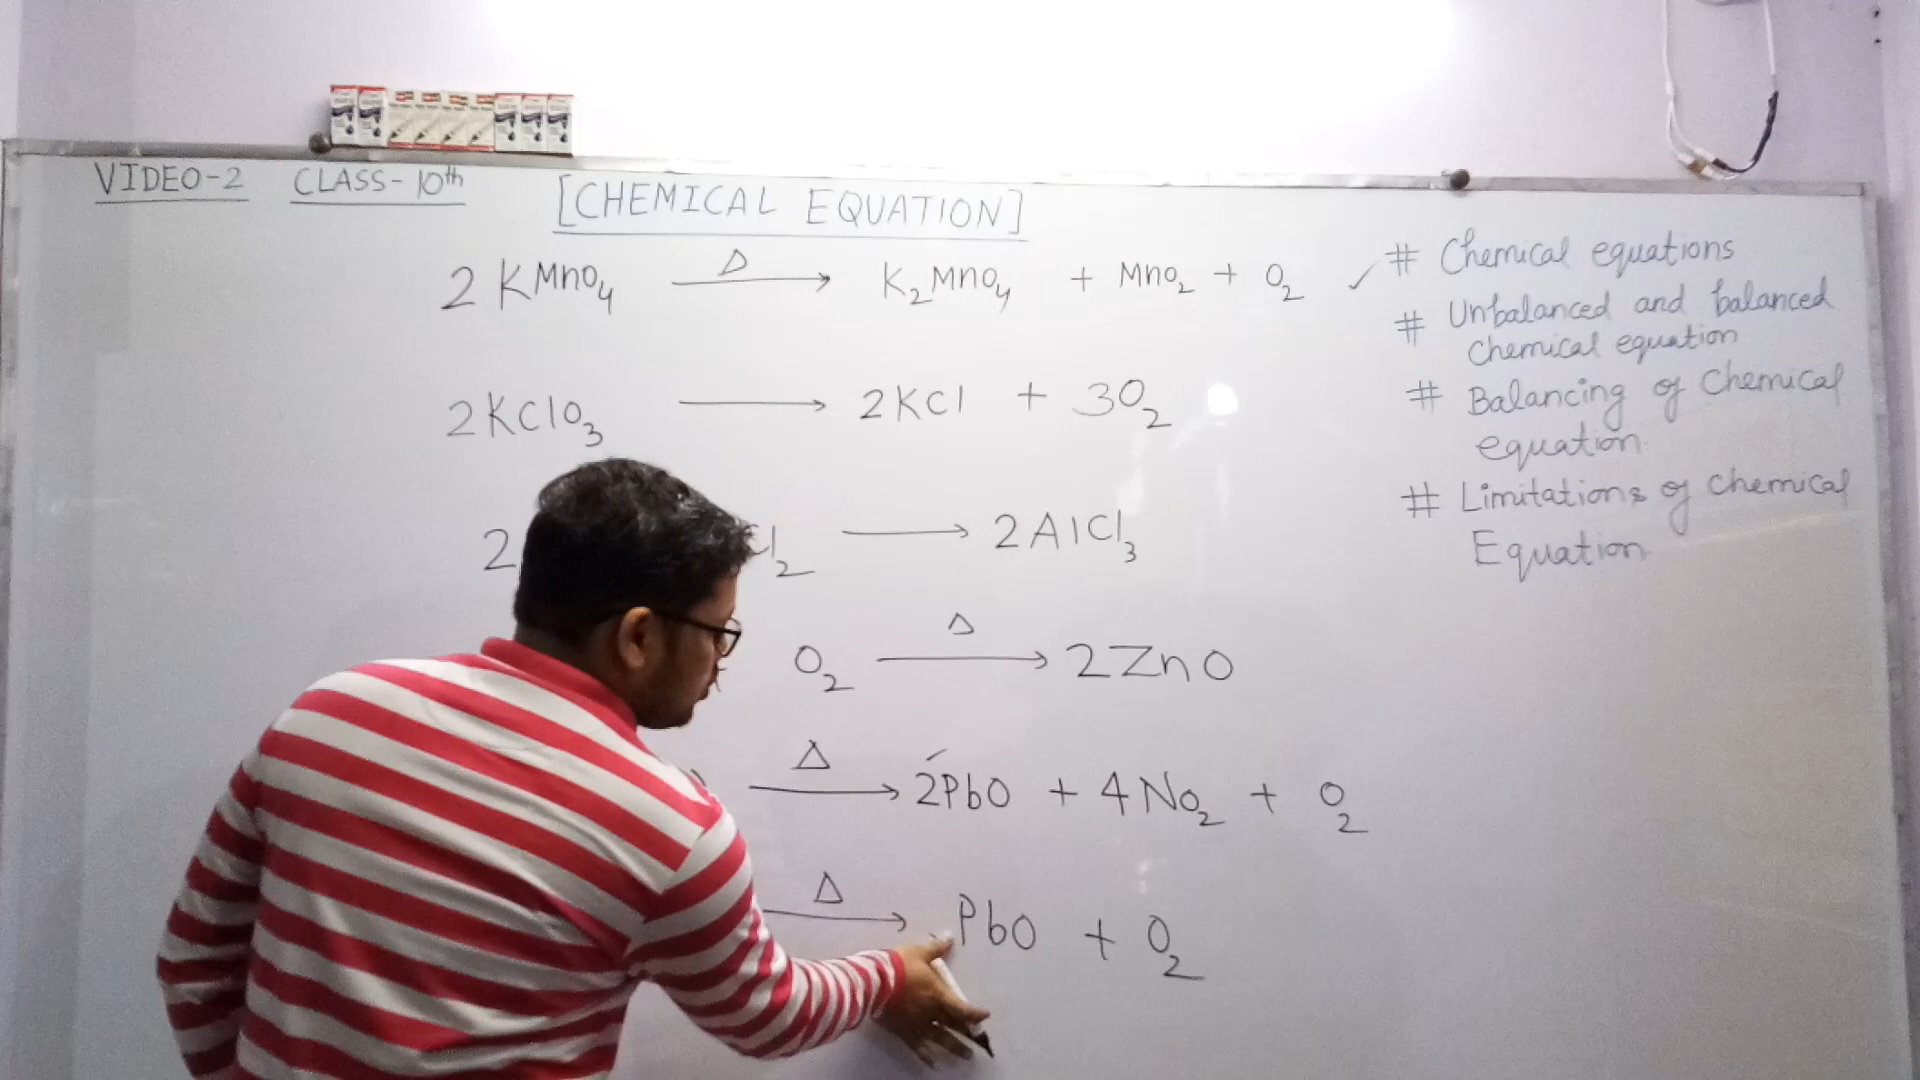 VIDEO-2 CLASS-10th [CHEMICAL EQUATION]
2 KMnO4 Δ → K2MnO4 + MnO2 + O2 ✓
2KClO3 → 2KCl + 3O2
2 Cl2 → 2AlCl3
O2 Δ → 2ZnO
Δ → 2PbO + 4NO2 + O2
Δ → PbO + O2
# Chemical equations
# Unbalanced and balanced
chemical equation
# Balancing of chemical
equation.
# Limitations of chemical
Equation